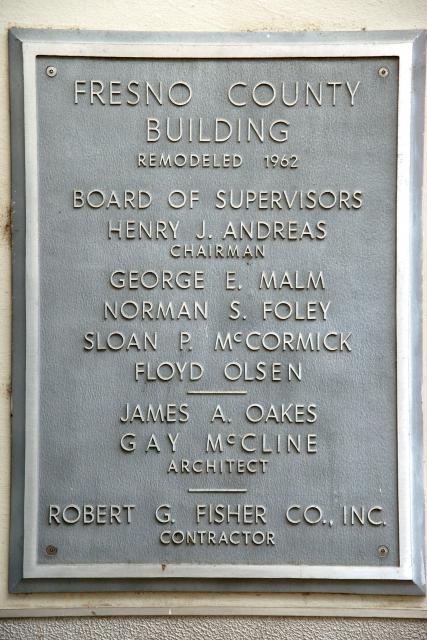 FRESNO COUNTY
BUILDING
REMODELED 1962
BOARD OF SUPERVISORS
HENRY J. ANDREAS
CHAIRMAN
GEORGE E. MALM
NORMAN S. FOLEY
SLOAN P. McCORMICK
FLOYD OLSEN
JAMES A. OAKES
GAY McCLINE
ARCHITECT
ROBERT G. FISHER CO., INC.
CONTRACTOR